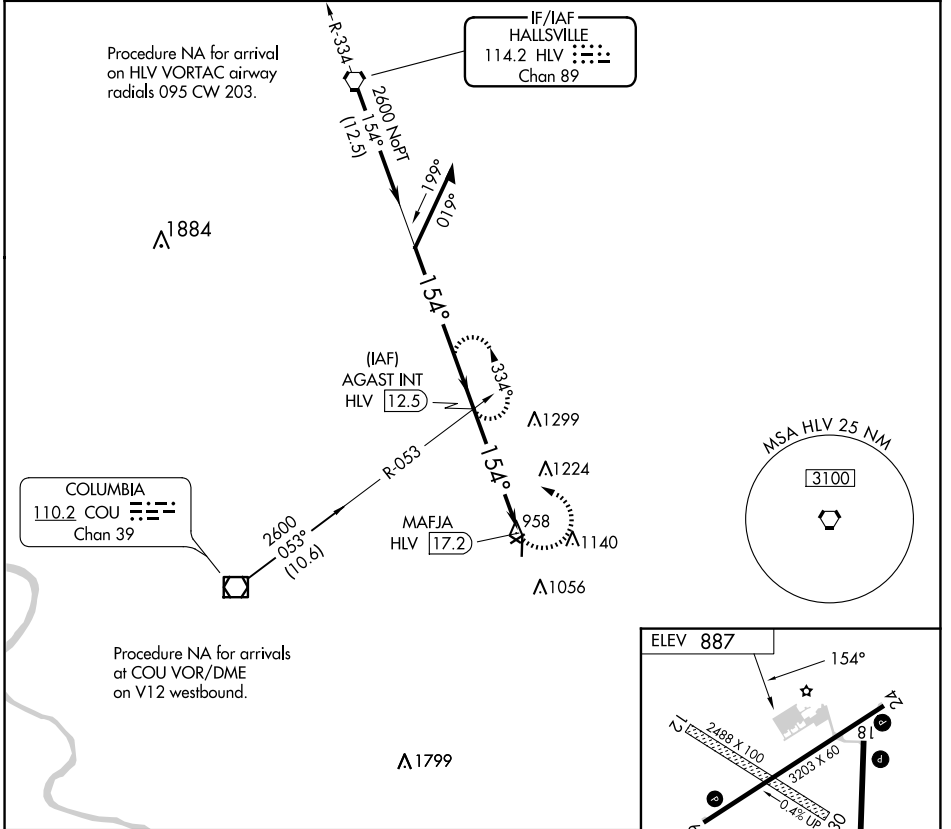 Procedure NA for arrival
on HLV VORTAC airway
radials 095 CW 203.
R-334
IF/IAF
HALLSVILLE
114.2 HLV
Chan 89
2600 NoPT
154°
(12.5)
199°
019°
1884
154°
(IAF)
AGAST INT
HLV 12.5
334°
1299
R-053
154°
1224
MSA HLV 25 NM
3100
COLUMBIA
110.2 COU
Chan 39
2600
053°
(10.6)
MAFJA
HLV 17.2
958
1140
1056
Procedure NA for arrivals
at COU VOR/DME
on V12 westbound.
1799
ELEV 887
154°
24
12
2488 X 100
18
P
P
3203 X 60
P
0.4% UP
30